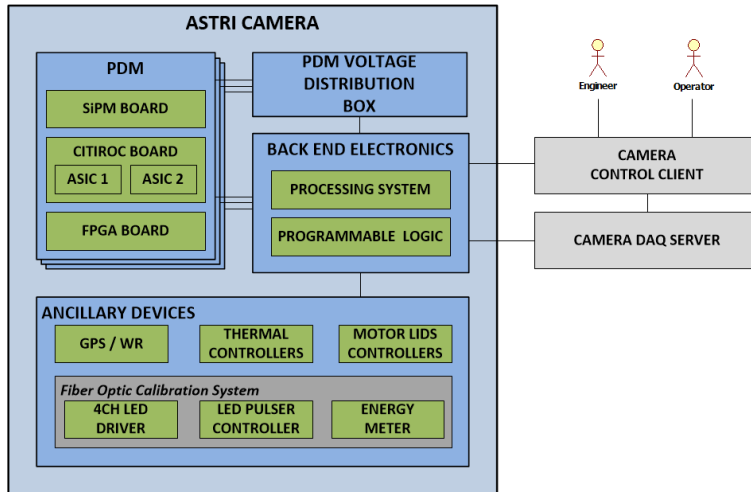 ASTRI CAMERA
PDM
SiPM BOARD
CITIROC BOARD
ASIC 1
ASIC 2
FPGA BOARD
PDM VOLTAGE
DISTRIBUTION
BOX
BACK END ELECTRONICS
PROCESSING SYSTEM
PROGRAMMABLE LOGIC
Engineer
Operator
CAMERA
CONTROL CLIENT
CAMERA DAQ SERVER
ANCILLARY DEVICES
GPS / WR
THERMAL
CONTROLLERS
MOTOR LIDS
CONTROLLERS
Fiber Optic Calibration System
4CH LED
DRIVER
LED PULSER
CONTROLLER
ENERGY
METER